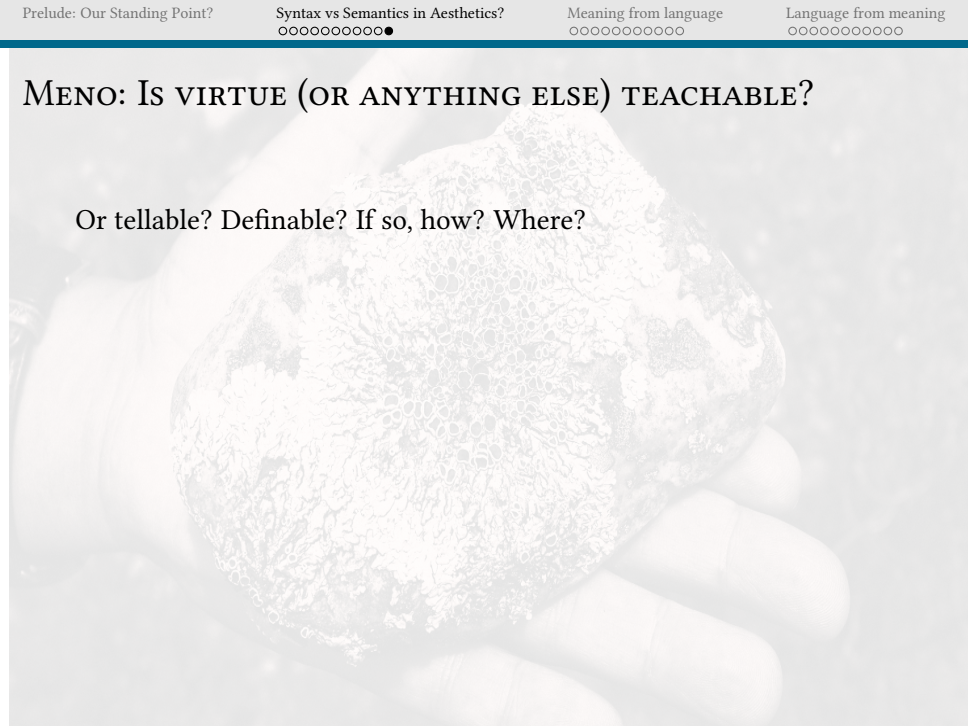 Prelude: Our Standing Point? Syntax vs Semantics in Aesthetics? Meaning from language Language from meaning
Meno: Is virtue (or anything else) teachable?
Or tellable? Definable? If so, how? Where?